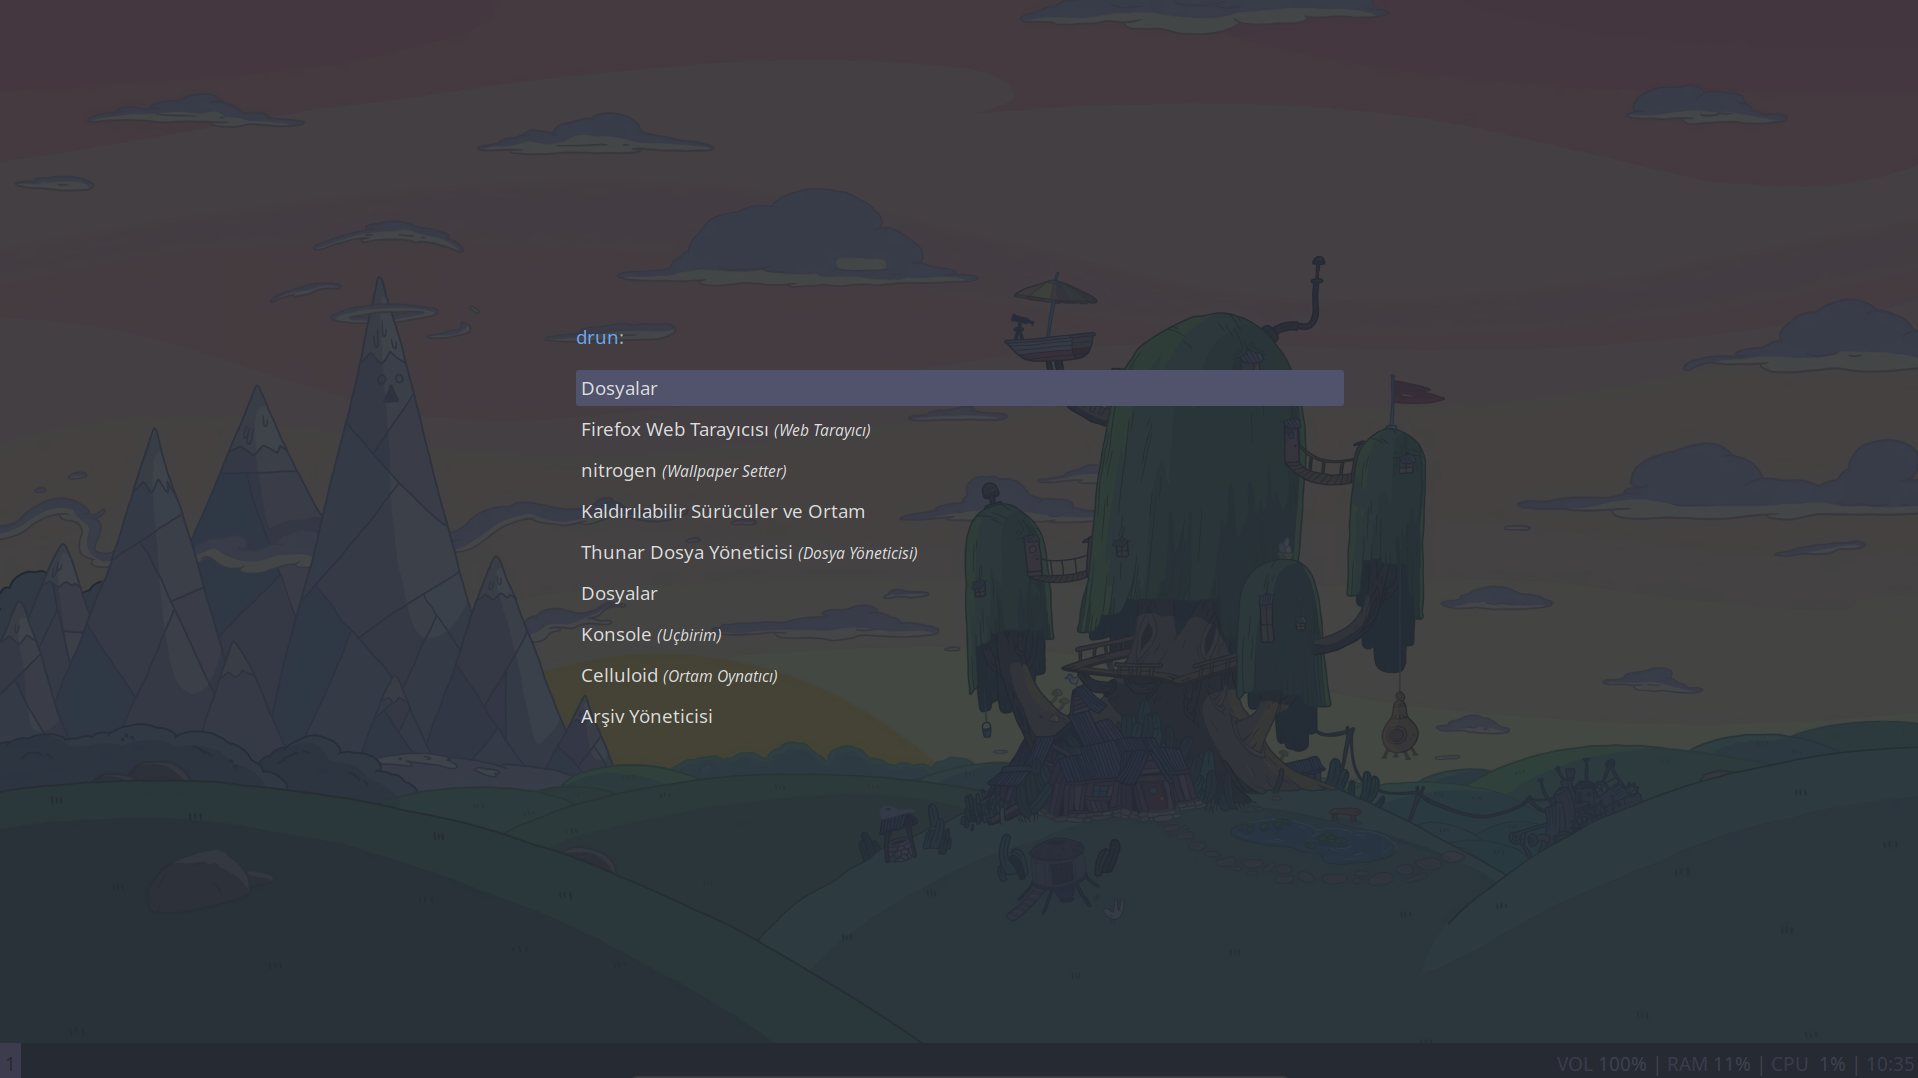 drun:
Dosyalar
Firefox Web Tarayıcısı (Web Tarayıcı)
nitrogen (Wallpaper Setter)
Kaldırılabilir Sürücüler ve Ortam
Thunar Dosya Yöneticisi (Dosya Yöneticisi)
Dosyalar
Konsole (Uçbirim)
Celluloid (Ortam Oynatıcı)
Arşiv Yöneticisi
1
VOL 100% | RAM 11% | CPU 1% | 10:35